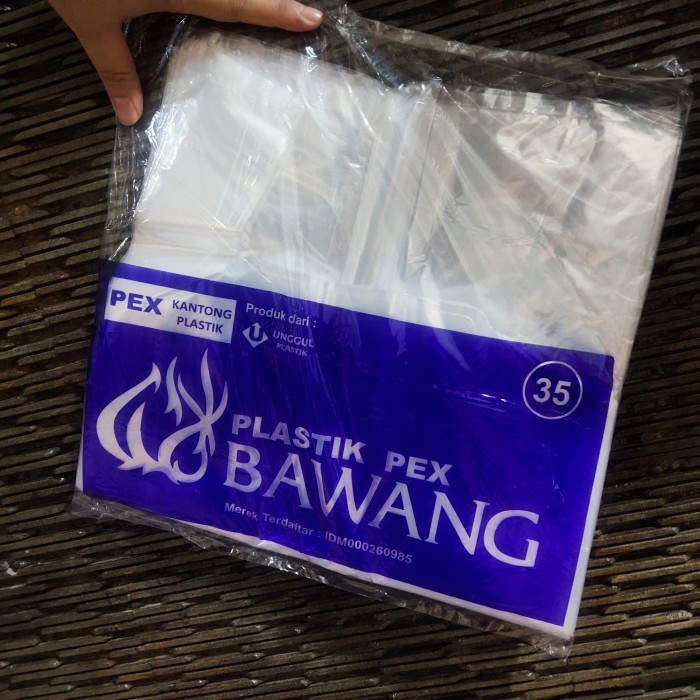 PEX KANTONG
PLASTIK
Produk dari :
UNGGUL
PLASTIK
35
PLASTIK PEX
BAWANG
Merek Terdaftar : IDM000260985